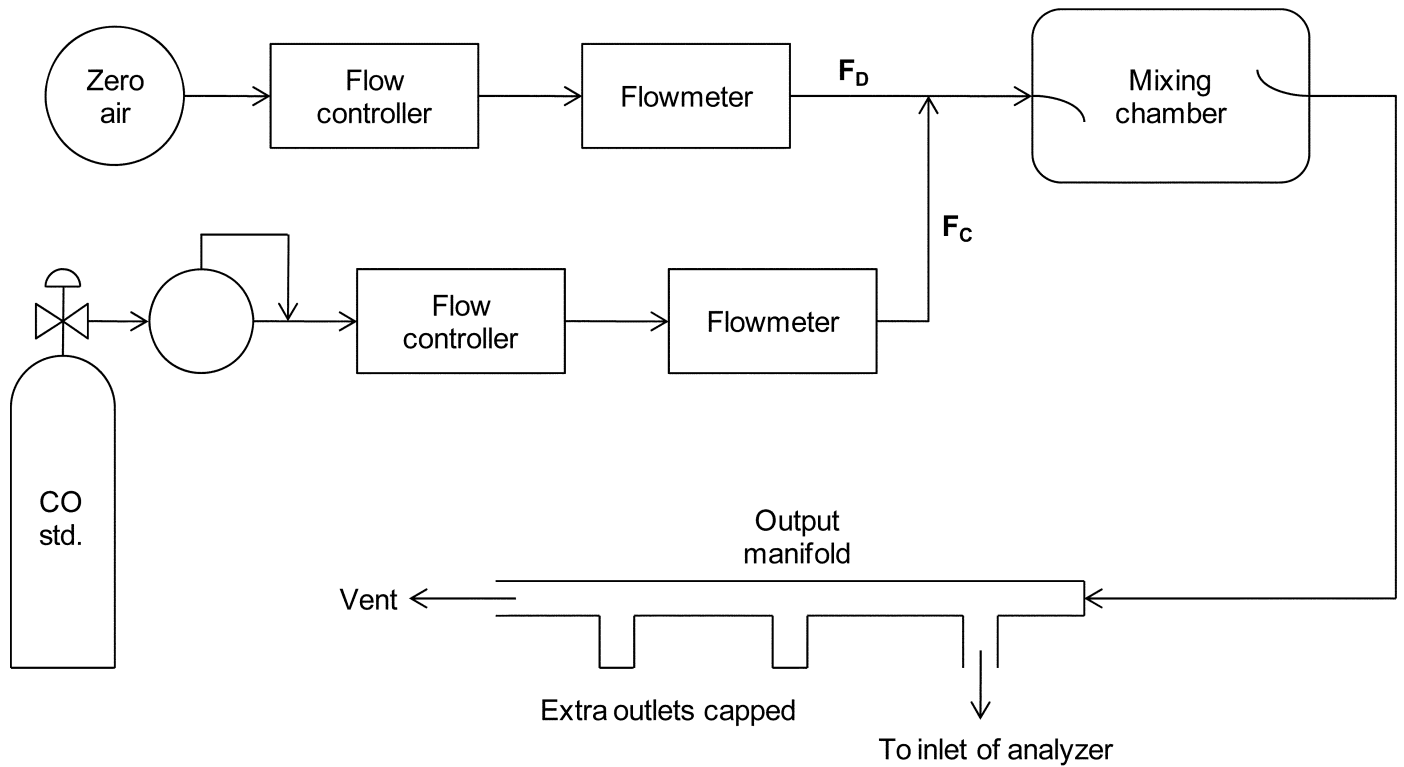 Zero
air
Flow
controller
Flowmeter
F_D
Mixing
chamber
F_C
Flow
controller
Flowmeter
CO
std.
Output
manifold
Vent
Extra outlets capped
To inlet of analyzer